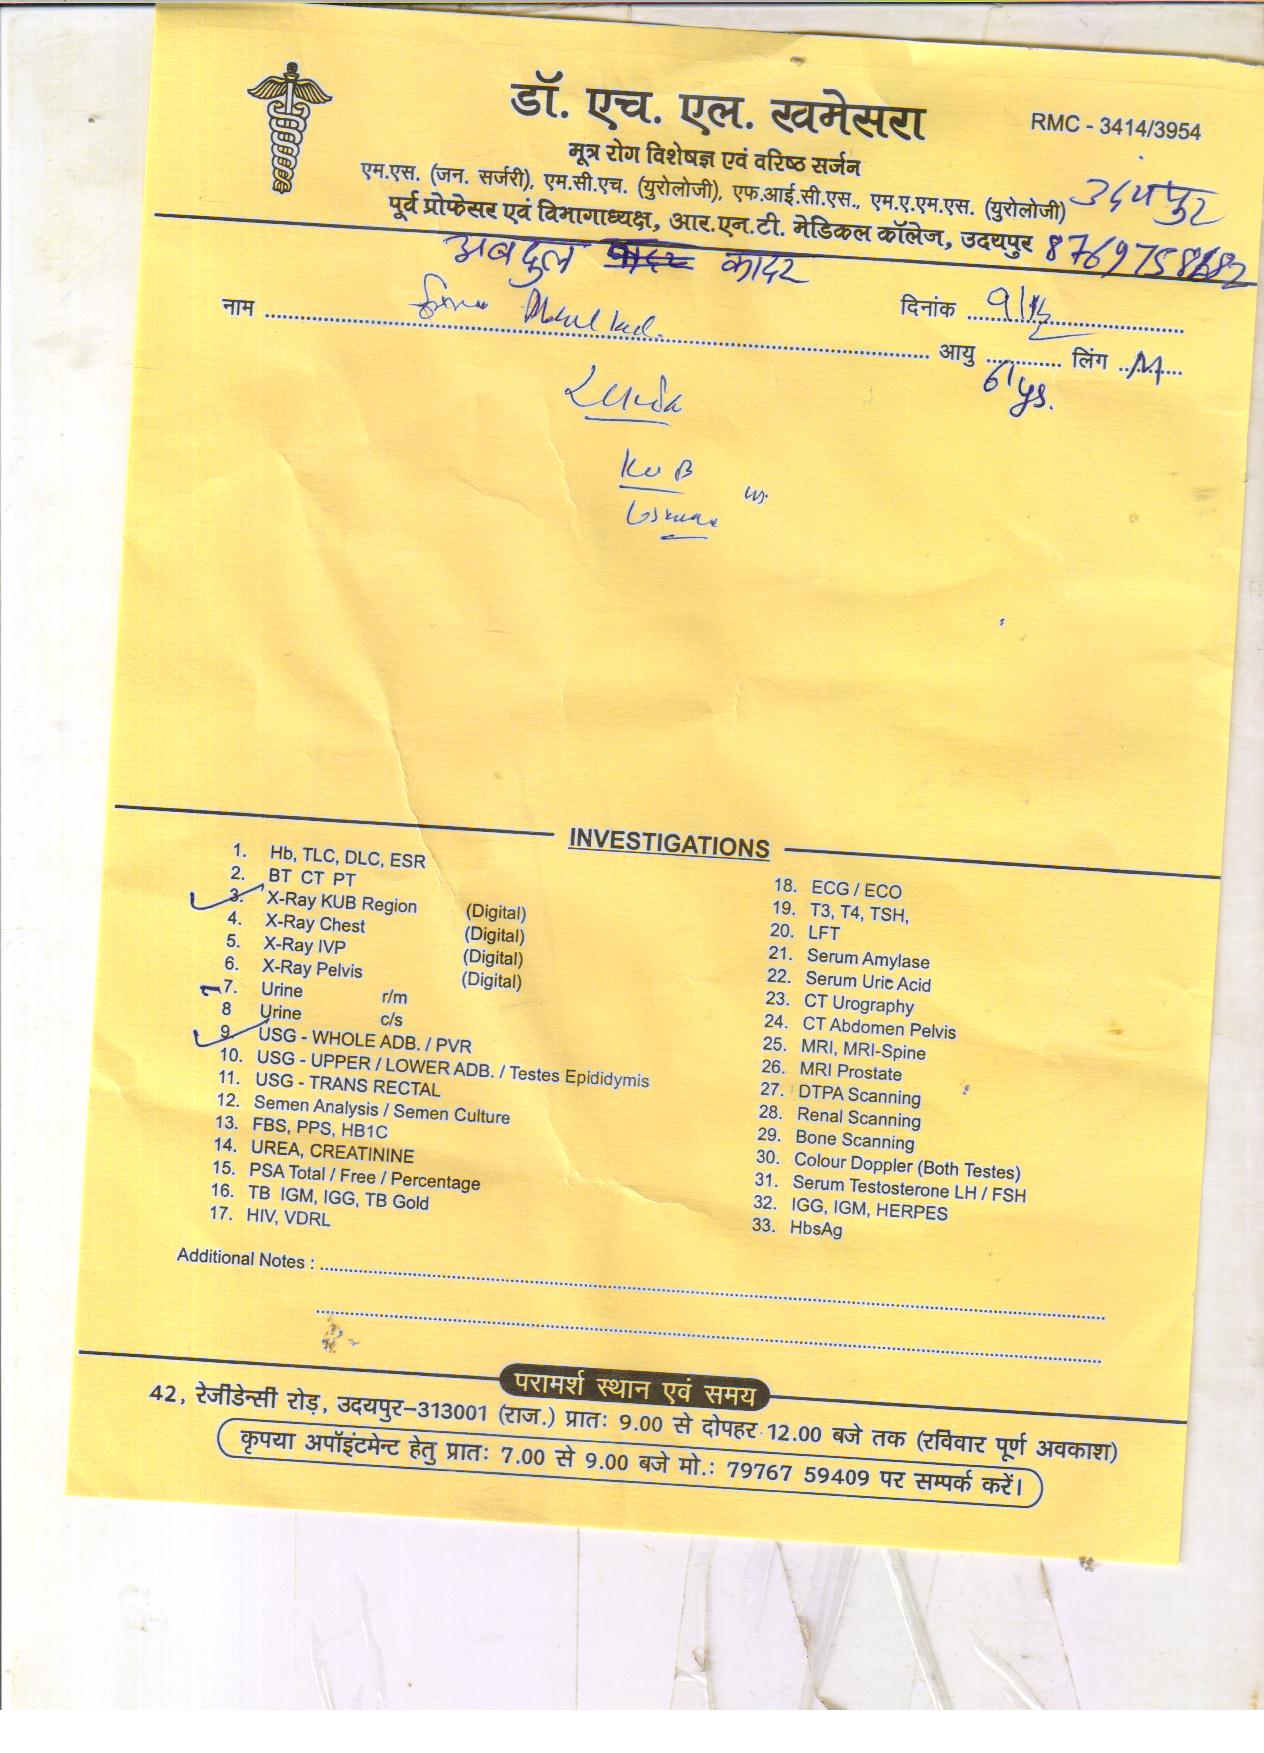 डॉ. एच. एल. खमेसरा
RMC - 3414/3954
मूत्र रोग विशेषज्ञ एवं वरिष्ठ सर्जन
एम.एस. (जन. सर्जरी), एम.सी.एच. (युरोलोजी), एफ.आई.सी.एस., एम.ए.एम.एस. (युरोलोजी)
उदयपुर
पूर्व प्रोफेसर एवं विभागाध्यक्ष, आर.एन.टी. मेडिकल कॉलेज, उदयपुर
अबदुल कादर
नाम
दिनांक
आयु 61 ys. लिंग M
KUB
INVESTIGATIONS
1. Hb, TLC, DLC, ESR
2. BT CT PT
3. X-Ray KUB Region (Digital)
4. X-Ray Chest (Digital)
5. X-Ray IVP (Digital)
6. X-Ray Pelvis (Digital)
7. Urine r/m
8 Urine c/s
9. USG - WHOLE ADB. / PVR
10. USG - UPPER / LOWER ADB. / Testes Epididymis
11. USG - TRANS RECTAL
12. Semen Analysis / Semen Culture
13. FBS, PPS, HB1C
14. UREA, CREATININE
15. PSA Total / Free / Percentage
16. TB IGM, IGG, TB Gold
17. HIV, VDRL
18. ECG / ECO
19. T3, T4, TSH,
20. LFT
21. Serum Amylase
22. Serum Uric Acid
23. CT Urography
24. CT Abdomen Pelvis
25. MRI, MRI-Spine
26. MRI Prostate
27. DTPA Scanning
28. Renal Scanning
29. Bone Scanning
30. Colour Doppler (Both Testes)
31. Serum Testosterone LH / FSH
32. IGG, IGM, HERPES
33. HbsAg
Additional Notes :
परामर्श स्थान एवं समय
42, रेजीडेन्सी रोड़, उदयपुर-313001 (राज.) प्रातः 9.00 से दोपहर 12.00 बजे तक (रविवार पूर्ण अवकाश)
कृपया अपॉइंटमेन्ट हेतु प्रातः 7.00 से 9.00 बजे मो.: 79767 59409 पर सम्पर्क करें।